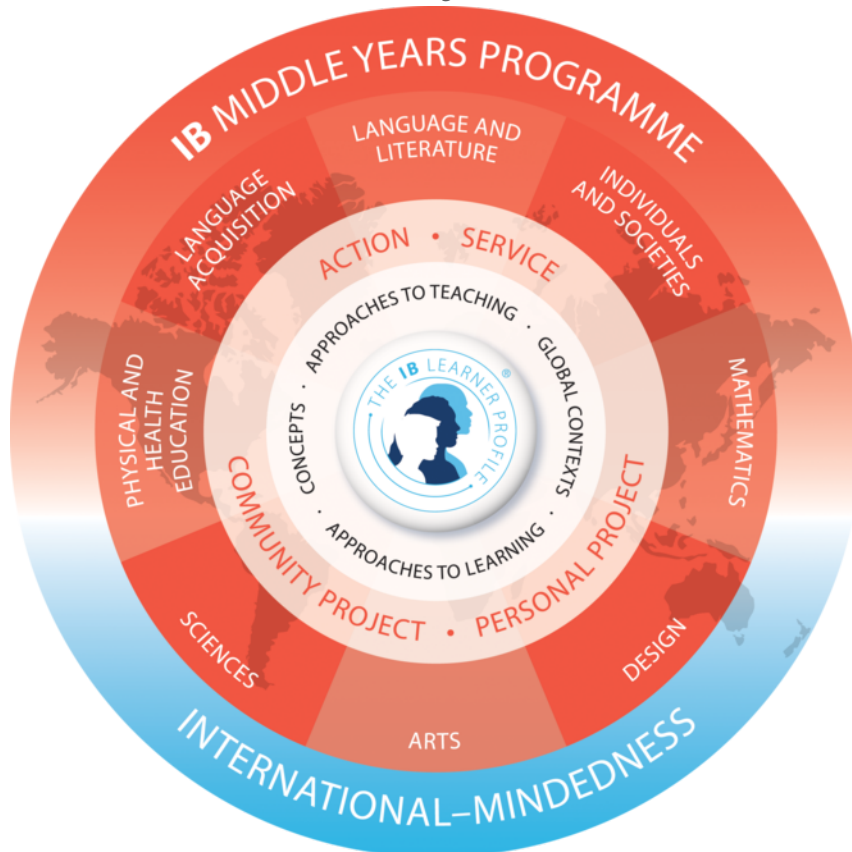 IB MIDDLE YEARS PROGRAMME
LANGUAGE AND
LITERATURE
INDIVIDUALS
AND SOCIETIES
MATHEMATICS
DESIGN
ARTS
SCIENCES
PHYSICAL AND
HEALTH
EDUCATION
LANGUAGE
ACQUISITION
ACTION • SERVICE
COMMUNITY PROJECT • PERSONAL PROJECT
APPROACHES TO TEACHING ·
GLOBAL CONTEXTS ·
APPROACHES TO LEARNING ·
CONCEPTS ·
• THE IB LEARNER PROFILE •
®
INTERNATIONAL–MINDEDNESS